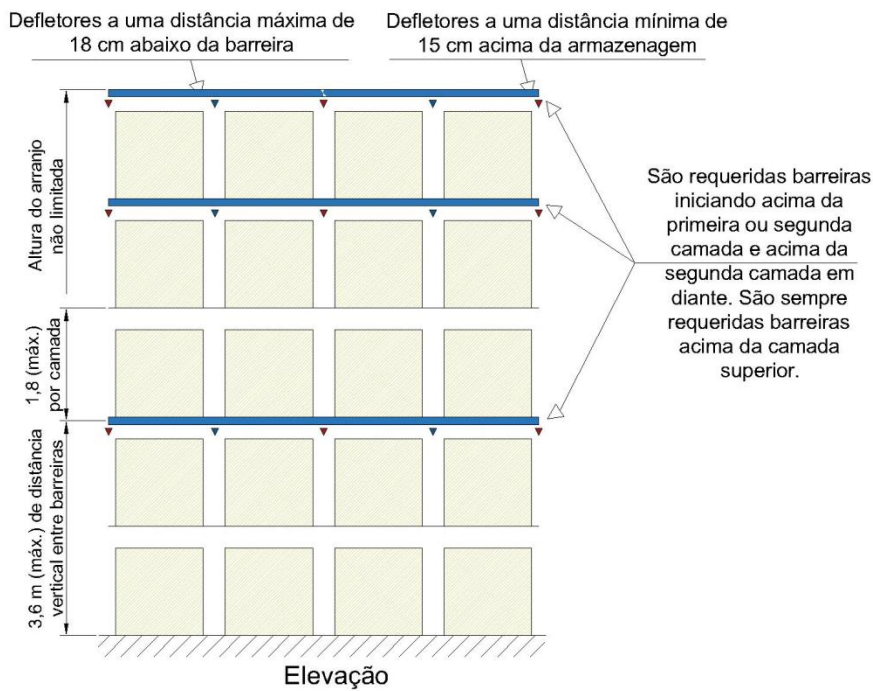 Defletores a uma distância máxima de
18 cm abaixo da barreira
Defletores a uma distância mínima de
15 cm acima da armazenagem
Altura do arranjo
não limitada
1,8 (máx.)
por camada
3,6 m (máx.) de distância
vertical entre barreiras
São requeridas barreiras
iniciando acima da
primeira ou segunda
camada e acima da
segunda camada em
diante. São sempre
requeridas barreiras
acima da camada
superior.
Elevação